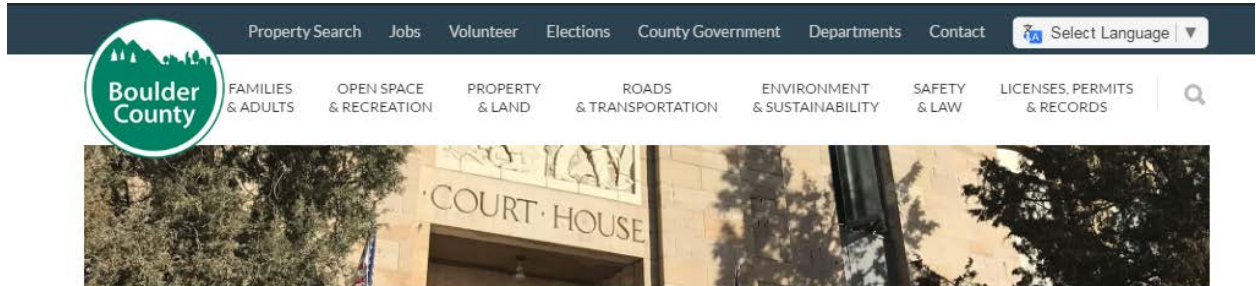 Property Search Jobs Volunteer Elections County Government Departments Contact Select Language ▼
Boulder
County
FAMILIES
& ADULTS
OPEN SPACE
& RECREATION
PROPERTY
& LAND
ROADS
& TRANSPORTATION
ENVIRONMENT
& SUSTAINABILITY
SAFETY
& LAW
LICENSES, PERMITS
& RECORDS
· COURT · HOUSE